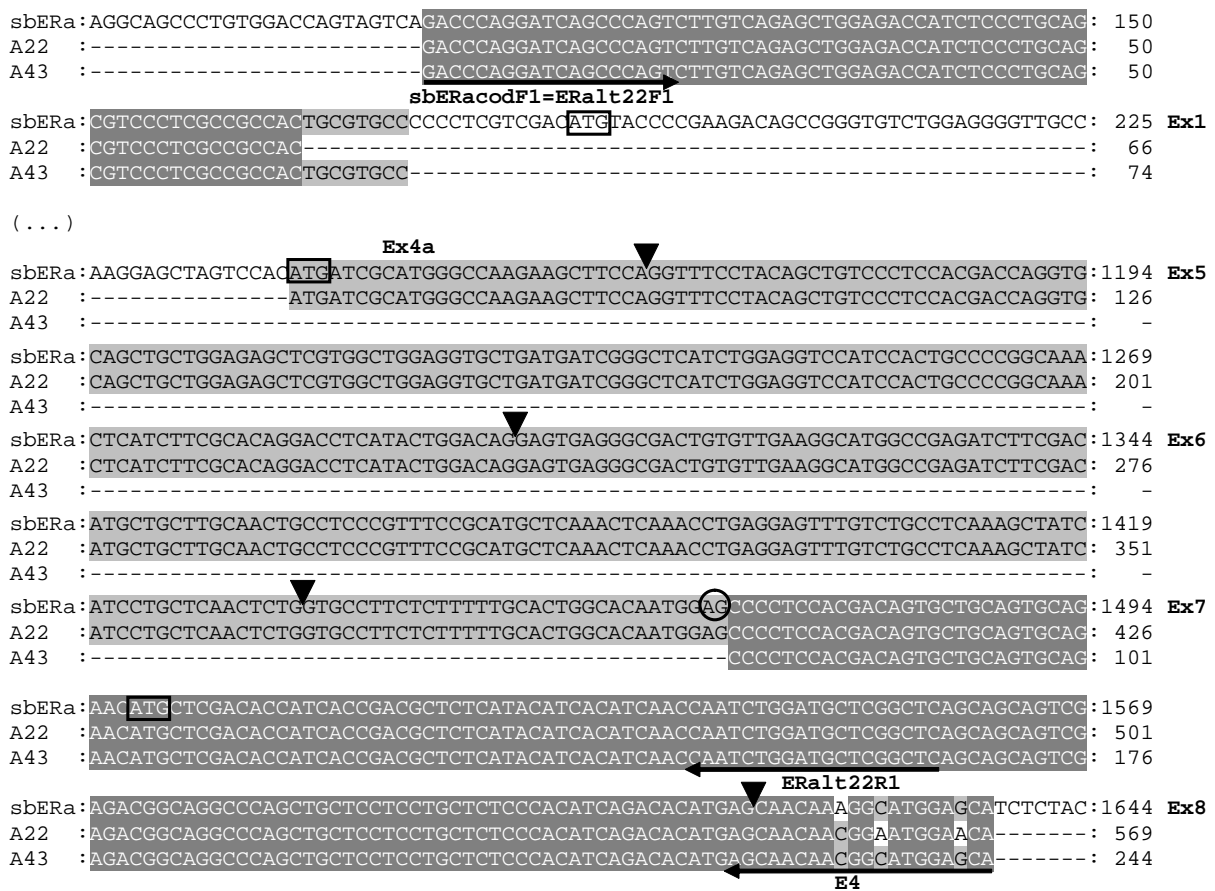 sbERa:AGGCAGCCCTGTGGACCAGTAGTCAGACCCAGGATCAGCCCAGTCTTGTCAGAGCTGGAGACCATCTCCCTGCAG: 150
A22 :-------------------------GACCCAGGATCAGCCCAGTCTTGTCAGAGCTGGAGACCATCTCCCTGCAG: 50
A43 :-------------------------GACCCAGGATCAGCCCAGTCTTGTCAGAGCTGGAGACCATCTCCCTGCAG: 50
sbERacodF1=ERalt22F1
sbERa:CGTCCCTCGCCGCCACTGCGTGCCCCCCTCGTCGACATGTACCCCGAAGACAGCCGGGTGTCTGGAGGGGTTGCC: 225 Ex1
A22 :CGTCCCTCGCCGCCAC-----------------------------------------------------------: 66
A43 :CGTCCCTCGCCGCCACTGCGTGCC---------------------------------------------------: 74
(...)
Ex4a
sbERa:AAGGAGCTAGTCCACATGATCGCATGGGCCAAGAAGCTTCCAGGTTTCCTACAGCTGTCCCTCCACGACCAGGTG:1194 Ex5
A22 :---------------ATGATCGCATGGGCCAAGAAGCTTCCAGGTTTCCTACAGCTGTCCCTCCACGACCAGGTG: 126
A43 :---------------------------------------------------------------------------: -
sbERa:CAGCTGCTGGAGAGCTCGTGGCTGGAGGTGCTGATGATCGGGCTCATCTGGAGGTCCATCCACTGCCCCGGCAAA:1269
A22 :CAGCTGCTGGAGAGCTCGTGGCTGGAGGTGCTGATGATCGGGCTCATCTGGAGGTCCATCCACTGCCCCGGCAAA: 201
A43 :---------------------------------------------------------------------------: -
sbERa:CTCATCTTCGCACAGGACCTCATACTGGACAGGAGTGAGGGCGACTGTGTTGAAGGCATGGCCGAGATCTTCGAC:1344 Ex6
A22 :CTCATCTTCGCACAGGACCTCATACTGGACAGGAGTGAGGGCGACTGTGTTGAAGGCATGGCCGAGATCTTCGAC: 276
A43 :---------------------------------------------------------------------------: -
sbERa:ATGCTGCTTGCAACTGCCTCCCGTTTCCGCATGCTCAAACTCAAACCTGAGGAGTTTGTCTGCCTCAAAGCTATC:1419
A22 :ATGCTGCTTGCAACTGCCTCCCGTTTCCGCATGCTCAAACTCAAACCTGAGGAGTTTGTCTGCCTCAAAGCTATC: 351
A43 :---------------------------------------------------------------------------: -
sbERa:ATCCTGCTCAACTCTGGTGCCTTCTCTTTTTGCACTGGCACAATGCAGCCCCTCCACGACAGTGCTGCAGTGCAG:1494 Ex7
A22 :ATCCTGCTCAACTCTGGTGCCTTCTCTTTTTGCACTGGCACAATGGAGCCCCTCCACGACAGTGCTGCAGTGCAG: 426
A43 :------------------------------------------------CCCCTCCACGACAGTGCTGCAGTGCAG: 101
sbERa:AACATGCTCGACACCATCACCGACGCTCTCATACATCACATCAACCAATCTGGATGCTCGGCTCAGCAGCAGTCG:1569
A22 :AACATGCTCGACACCATCACCGACGCTCTCATACATCACATCAACCAATCTGGATGCTCGGCTCAGCAGCAGTCG: 501
A43 :AACATGCTCGACACCATCACCGACGCTCTCATACATCACATCAACCAATCTGGATGCTCGGCTCAGCAGCAGTCG: 176
ERalt22R1
sbERa:AGACGGCAGGCCCAGCTGCTCCTCCTGCTCTCCCACATCAGACACATGAGCAACAAAGGCATGGAGCATCTCTAC:1644 Ex8
A22 :AGACGGCAGGCCCAGCTGCTCCTCCTGCTCTCCCACATCAGACACATGAGCAACAACGGAATGGAACA-------: 569
A43 :AGACGGCAGGCCCAGCTGCTCCTCCTGCTCTCCCACATCAGACACATGAGCAACAACGGCATGGAGCA-------: 244
E4